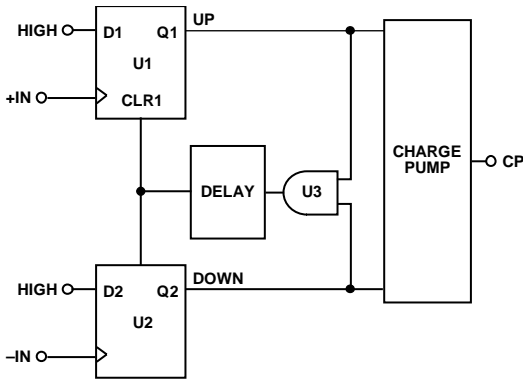 HIGH D1 Q1 UP
U1
+IN CLR1
DELAY U3 CHARGE PUMP CP
HIGH D2 Q2 DOWN
U2
–IN